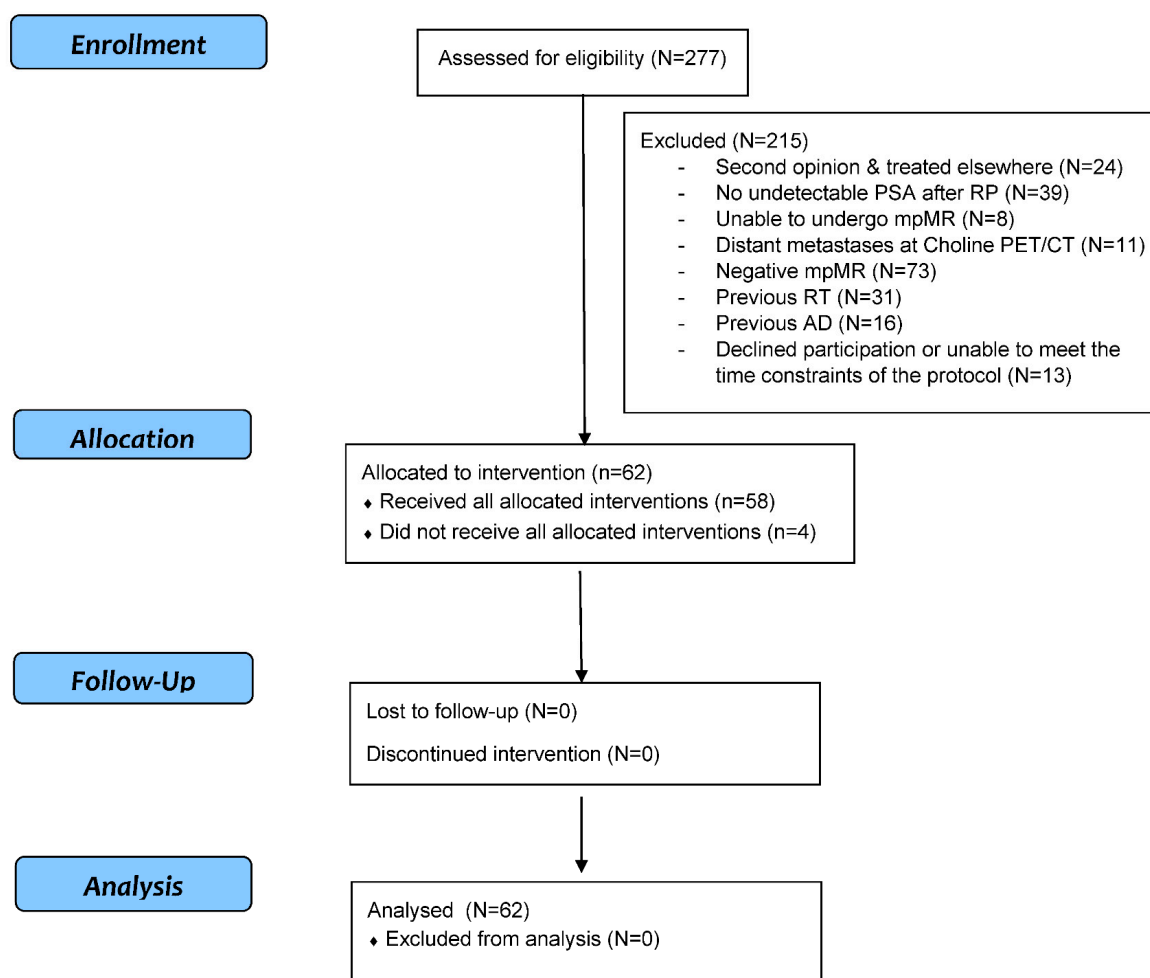 Enrollment
Assessed for eligibility (N=277)
Excluded (N=215)
- Second opinion & treated elsewhere (N=24)
- No undetectable PSA after RP (N=39)
- Unable to undergo mpMR (N=8)
- Distant metastases at Choline PET/CT (N=11)
- Negative mpMR (N=73)
- Previous RT (N=31)
- Previous AD (N=16)
- Declined participation or unable to meet the
time constraints of the protocol (N=13)
Allocation
Allocated to intervention (n=62)
♦ Received all allocated interventions (n=58)
♦ Did not receive all allocated interventions (n=4)
Follow-Up
Lost to follow-up (N=0)
Discontinued intervention (N=0)
Analysis
Analysed (N=62)
♦ Excluded from analysis (N=0)